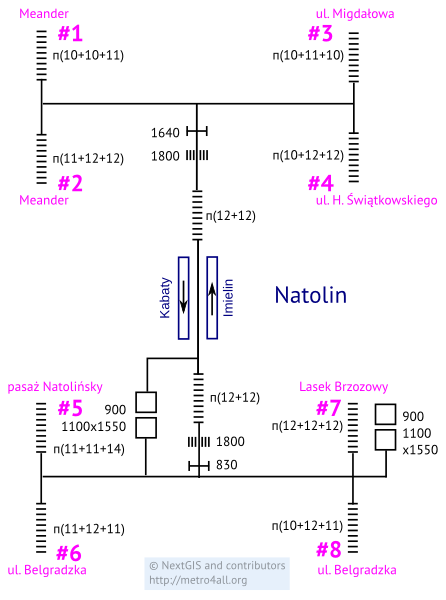 Meander
#1
п(10+10+11)
ul. Migdałowa
#3
п(10+11+10)
1640
1800
п(11+12+12)
#2
Meander
п(10+12+12)
#4
ul. H. Świątkowskiego
п(12+12)
Kabaty
Imielin
Natolin
pasaż Natolińsky
#5
900
1100x1550
п(11+11+14)
п(12+12)
1800
830
Lasek Brzozowy
#7
п(12+12+12)
900
1100
x1550
п(11+12+11)
#6
ul. Belgradzka
п(10+12+11)
#8
ul. Belgradzka
© NextGIS and contributors
http://metro4all.org